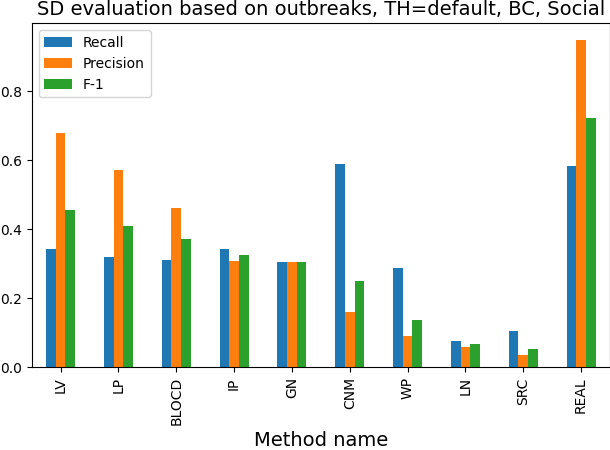 SD evaluation based on outbreaks, TH=default, BC, Social
Recall
Precision
F-1
0.8
0.6
0.4
0.2
0.0
LV
LP
BLOCD
IP
GN
CNM
WP
LN
SRC
REAL
Method name